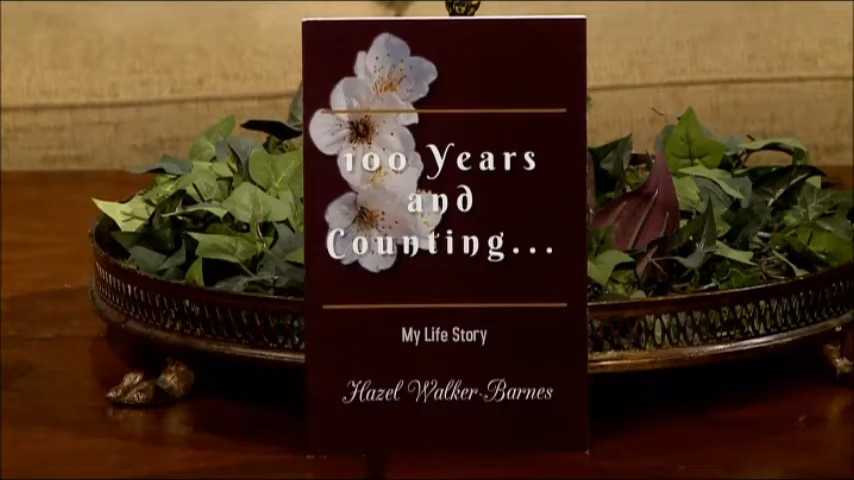 100 Years
and
Counting...
My Life Story
Hazel Walker-Barnes